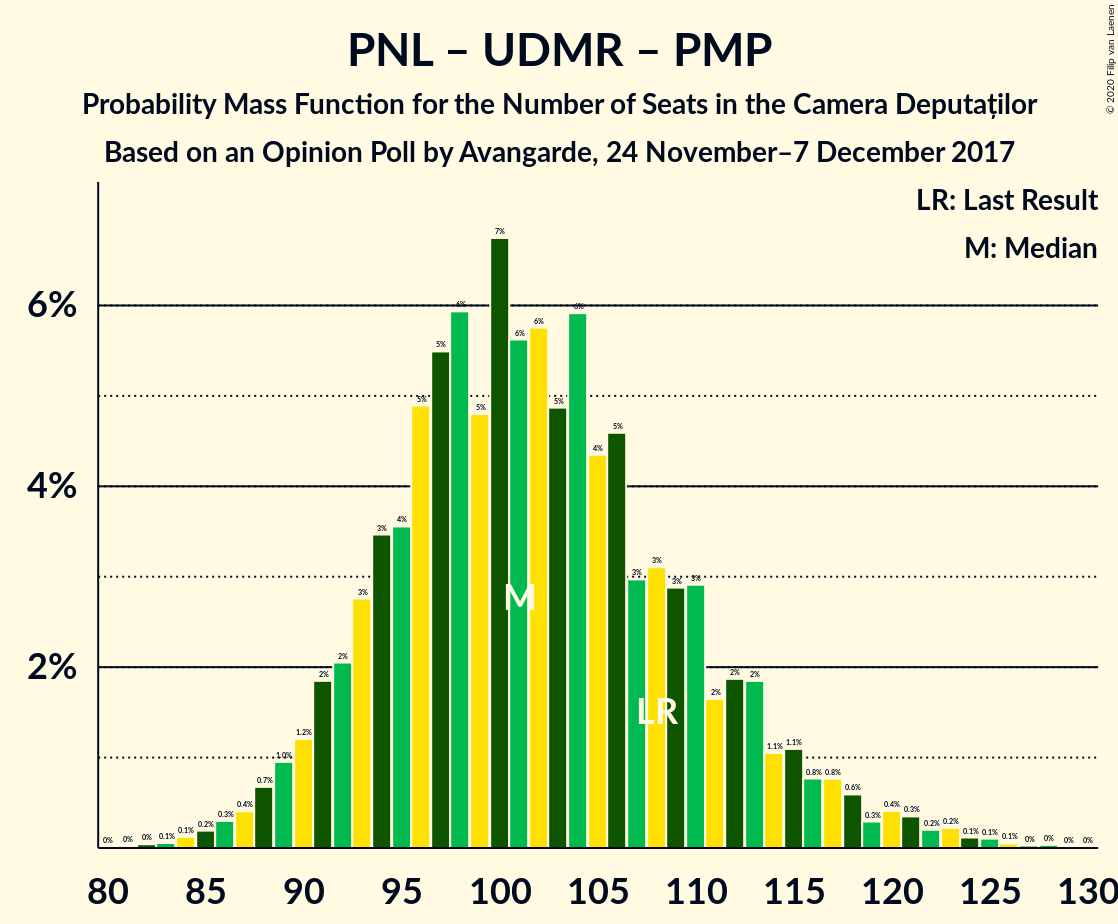 PNL – UDMR – PMP
Probability Mass Function for the Number of Seats in the Camera Deputaților
Based on an Opinion Poll by Avangarde, 24 November–7 December 2017
© 2020 Filip van Laenen
LR: Last Result
M: Median
6%
4%
2%
0% 0% 0% 0.1% 0.1% 0.2% 0.3% 0.4% 0.7% 1.0% 1.2% 2% 2% 3% 3% 4% 5% 5% 6% 5% 7% 6% 6% 5% 6% 4% 5% 3% 3% 3% 3% 2% 2% 2% 1.1% 1.1% 0.8% 0.8% 0.6% 0.3% 0.4% 0.3% 0.2% 0.2% 0.1% 0.1% 0.1% 0% 0% 0% 0%
M
LR
80 85 90 95 100 105 110 115 120 125 130